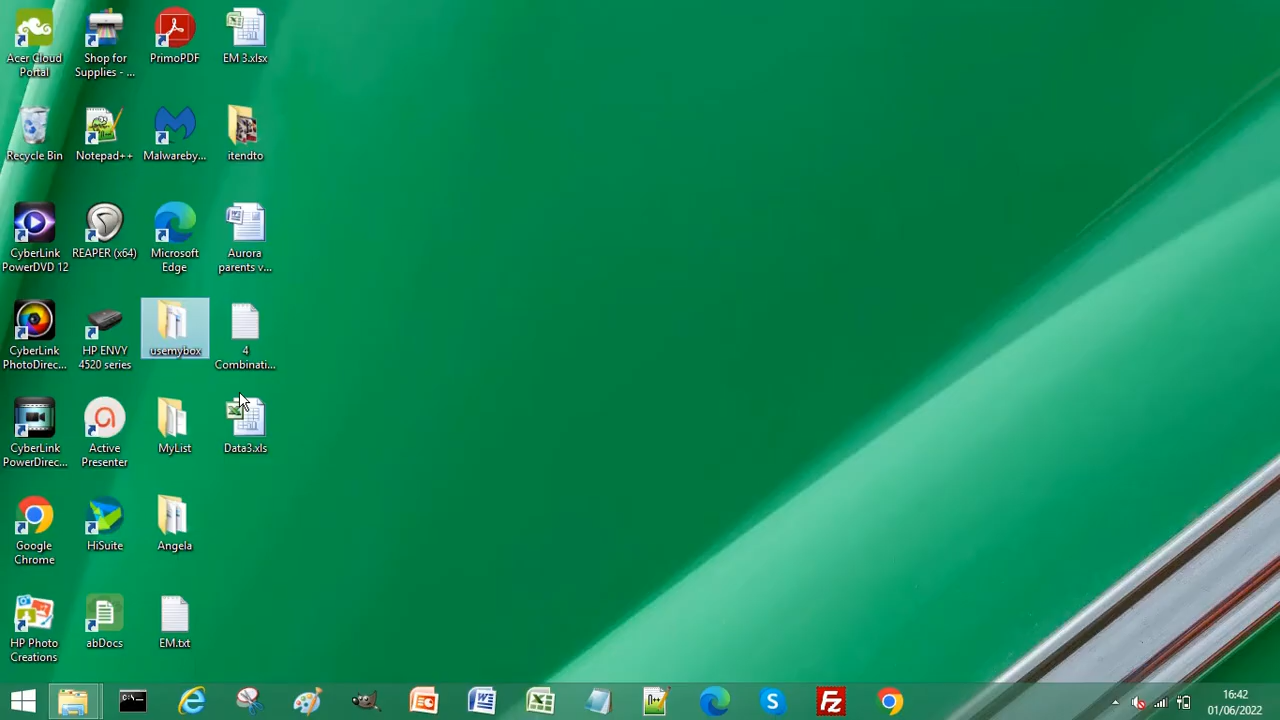 Acer Cloud
Portal
Shop for
Supplies - ...
PrimoPDF
EM 3.xlsx
Recycle Bin
Notepad++
Malwareby...
itendto
CyberLink
PowerDVD 12
REAPER (x64)
Microsoft
Edge
Aurora
parents v...
CyberLink
PhotoDirec...
HP ENVY
4520 series
usemybox
4
Combinati...
CyberLink
PowerDirec...
Active
Presenter
MyList
Data3.xls
Google
Chrome
HiSuite
Angela
HP Photo
Creations
abDocs
EM.txt
16:42
01/06/2022